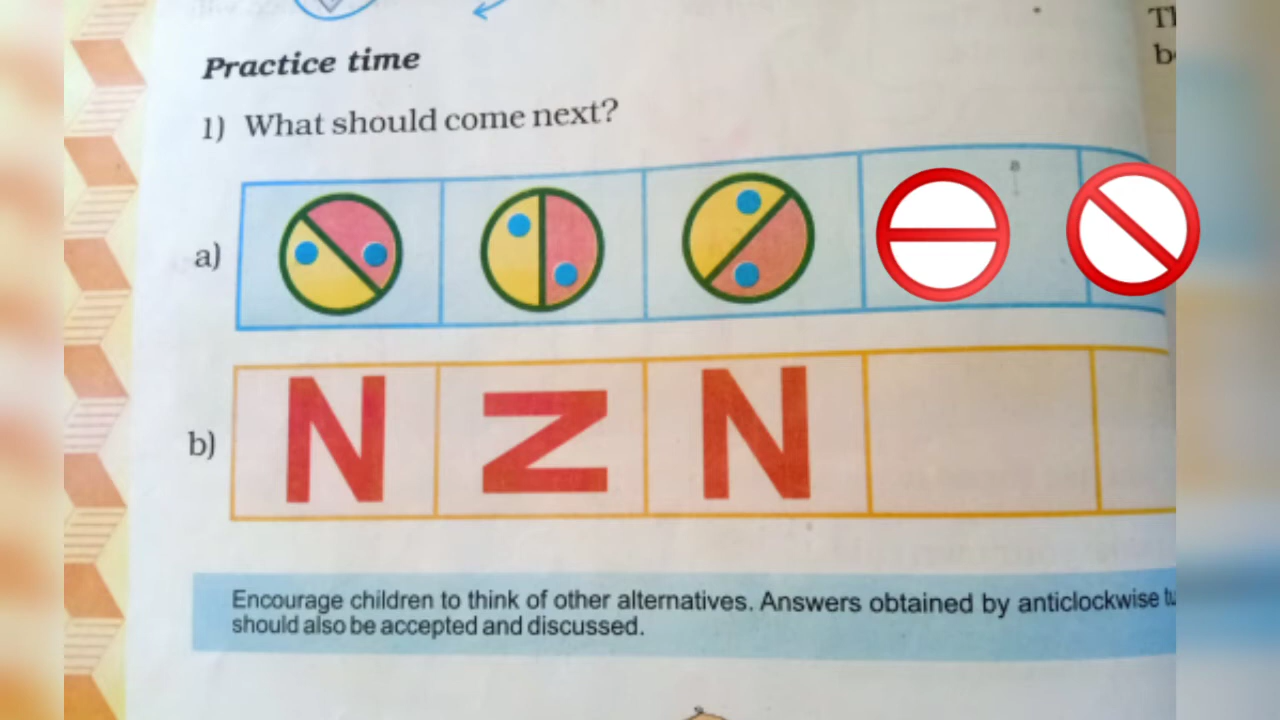 Practice time
1) What should come next?
a)
b)
N Z N
Encourage children to think of other alternatives. Answers obtained by anticlockwise
should also be accepted and discussed.